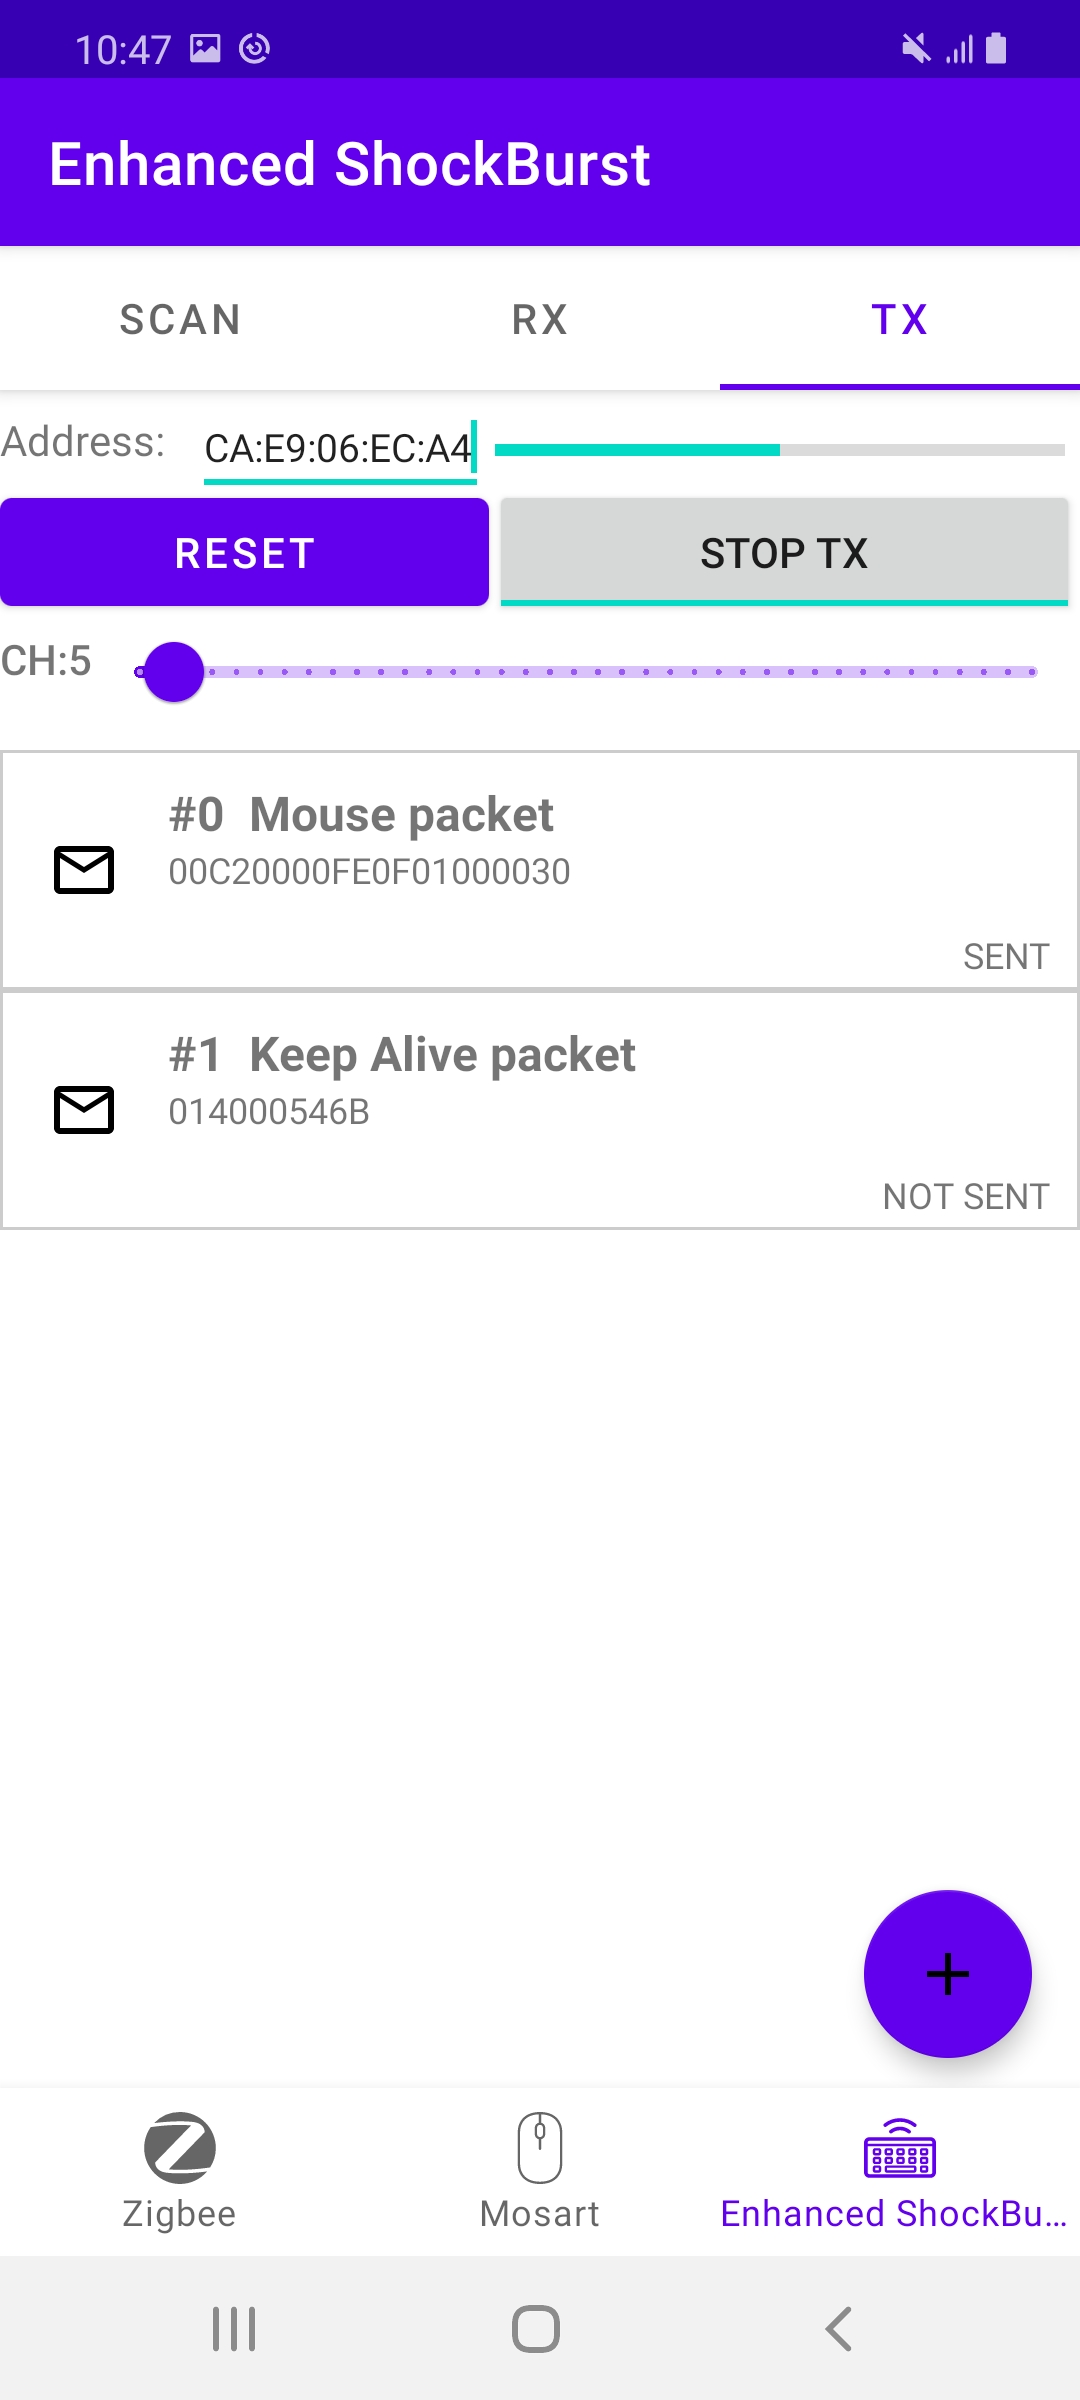 10:47
Enhanced ShockBurst
SCAN RX TX
Address: CA:E9:06:EC:A4
RESET STOP TX
CH:5
#0 Mouse packet
00C20000FE0F01000030
SENT
#1 Keep Alive packet
014000546B
NOT SENT
Zigbee Mosart Enhanced ShockBu...